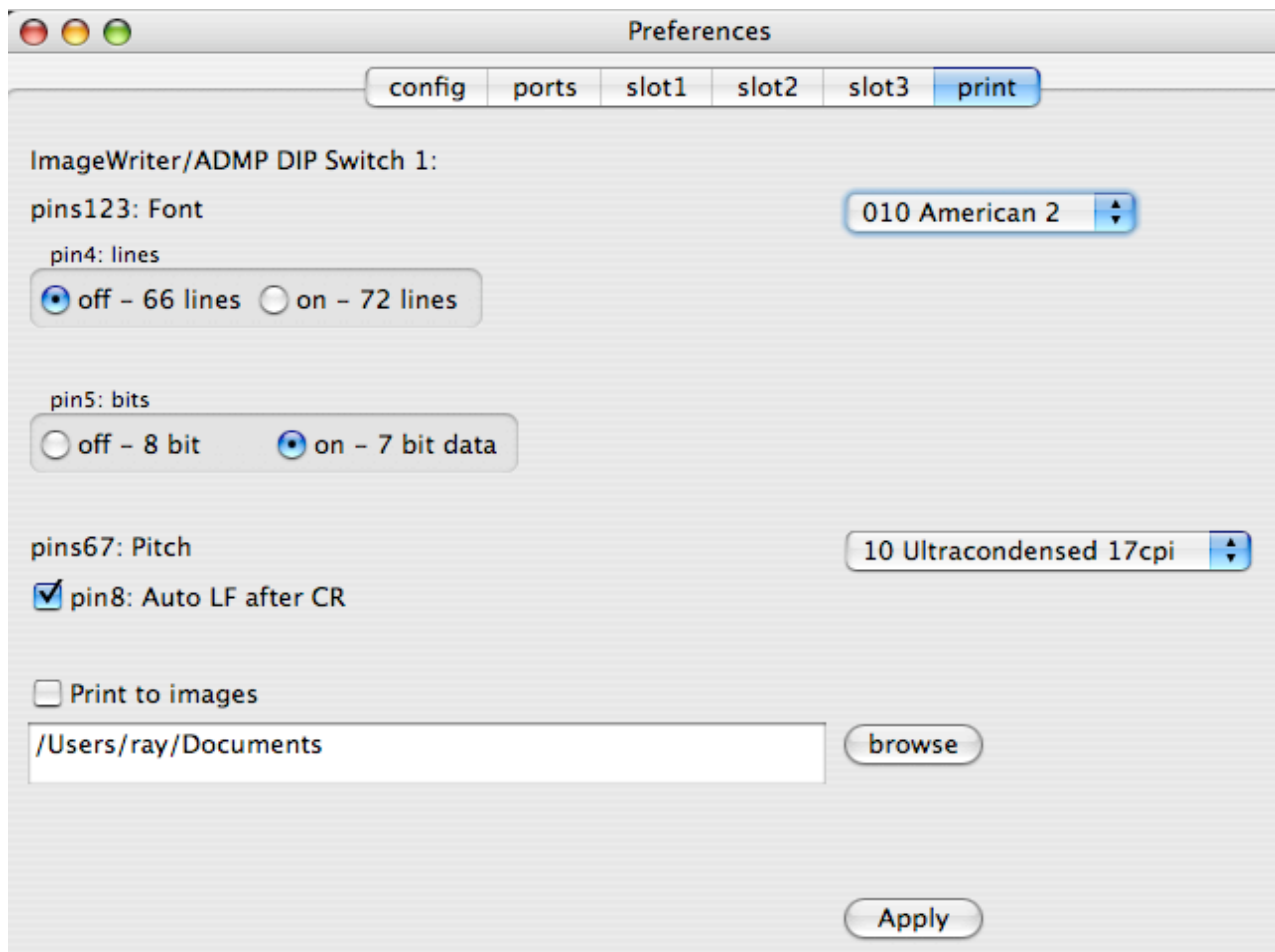 Preferences
config ports slot1 slot2 slot3 print
ImageWriter/ADMP DIP Switch 1:
pins123: Font 010 American 2
pin4: lines
off – 66 lines on – 72 lines
pin5: bits
off – 8 bit on – 7 bit data
pins67: Pitch 10 Ultracondensed 17cpi
pin8: Auto LF after CR
Print to images
/Users/ray/Documents browse
Apply